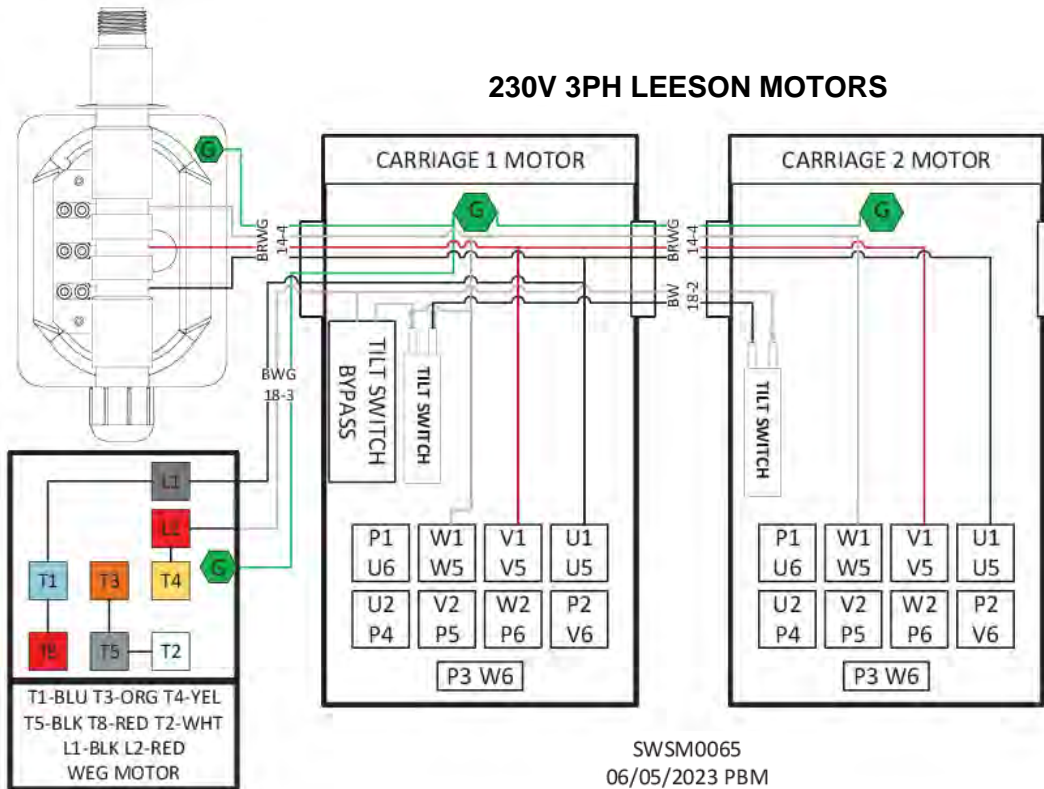 230V 3PH LEESON MOTORS
G
CARRIAGE 1 MOTOR
CARRIAGE 2 MOTOR
G
G
BRWG
14-4
BRWG
14-4
BW
18-2
BWG
18-3
TILT SWITCH
BYPASS
TILT SWITCH
TILT SWITCH
L1
L2
G
T1
T3
T4
T8
T5
T2
P1
U6
W1
W5
V1
V5
U1
U5
U2
P4
V2
P5
W2
P6
P2
V6
P3 W6
P1
U6
W1
W5
V1
V5
U1
U5
U2
P4
V2
P5
W2
P6
P2
V6
P3 W6
T1-BLU T3-ORG T4-YEL
T5-BLK T8-RED T2-WHT
L1-BLK L2-RED
WEG MOTOR
SWSM0065
06/05/2023 PBM